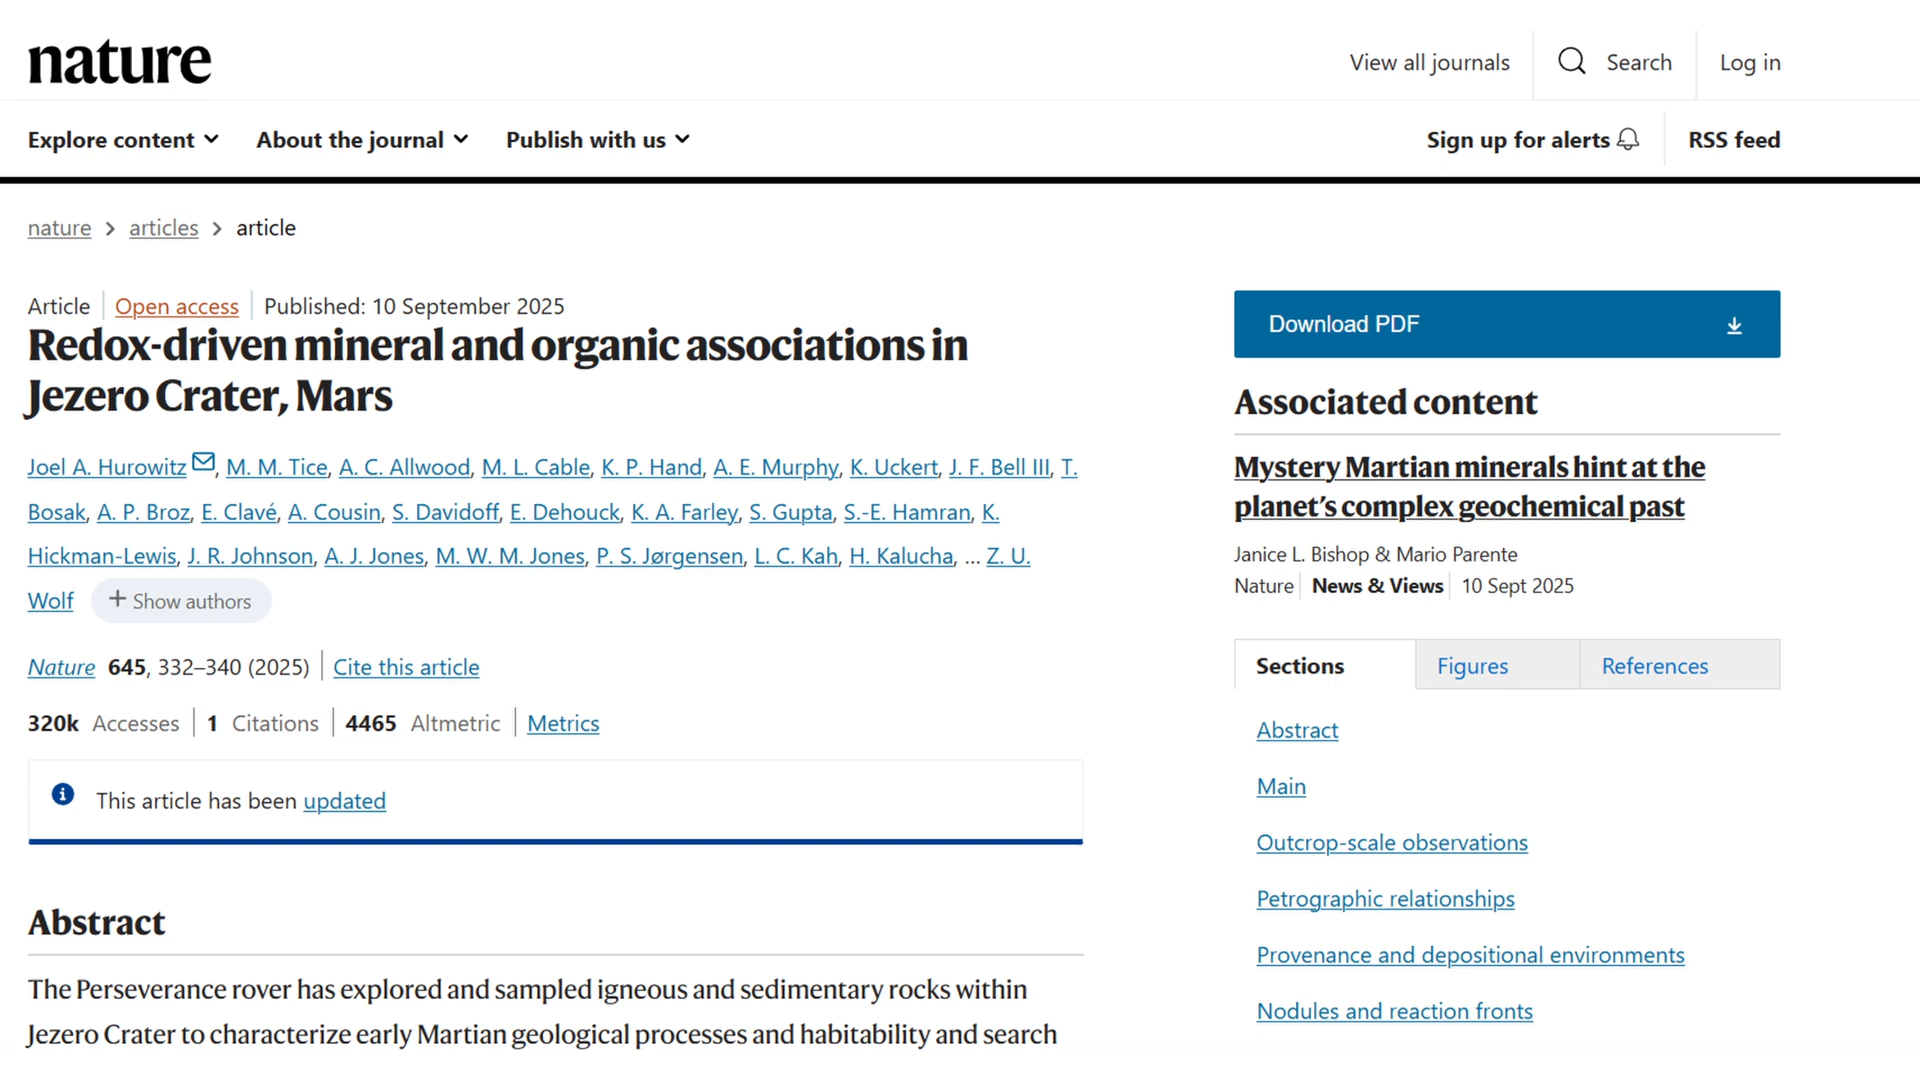 nature
View all journals
Search
Log in
Explore content
About the journal
Publish with us
Sign up for alerts
RSS feed
nature > articles > article
Article | Open access | Published: 10 September 2025
Redox-driven mineral and organic associations in
Jezero Crater, Mars
Joel A. Hurowitz, M. M. Tice, A. C. Allwood, M. L. Cable, K. P. Hand, A. E. Murphy, K. Uckert, J. F. Bell III, T.
Bosak, A. P. Broz, E. Clavé, A. Cousin, S. Davidoff, E. Dehouck, K. A. Farley, S. Gupta, S.-E. Hamran, K.
Hickman-Lewis, J. R. Johnson, A. J. Jones, M. W. M. Jones, P. S. Jørgensen, L. C. Kah, H. Kalucha, ... Z. U.
Wolf + Show authors
Nature 645, 332–340 (2025) | Cite this article
320k Accesses | 1 Citations | 4465 Altmetric | Metrics
This article has been updated
Abstract
The Perseverance rover has explored and sampled igneous and sedimentary rocks within
Jezero Crater to characterize early Martian geological processes and habitability and search
Download PDF
Associated content
Mystery Martian minerals hint at the
planet’s complex geochemical past
Janice L. Bishop & Mario Parente
Nature | News & Views | 10 Sept 2025
Sections
Figures
References
Abstract
Main
Outcrop-scale observations
Petrographic relationships
Provenance and depositional environments
Nodules and reaction fronts